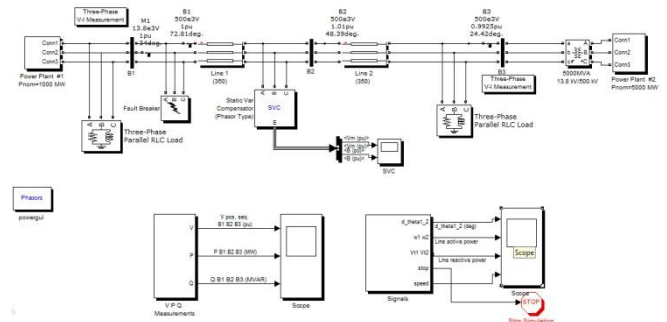 Three-Phase
V-I Measurement
M1
13.8e3V
1pu
B1
500e3V
1pu
72.81deg.
B2
500e3V
1.01pu
48.39deg.
B3
500e3V
0.9925pu
24.42deg.
Conn1
Conn2
Conn3
Power Plant #1
Pnom=1000 MW
B1
Line 1
(350)
B2
Line 2
(350)
B3
Three-Phase
V-I Measurement
5000MVA
13.8 kV/500 kV
Conn1
Conn2
Conn3
Power Plant #2
Pnom=5000 MW
A B C
Three-Phase
Parallel RLC Load
Fault Breaker
A B C
Static Var
Compensator
(Phasor Type)
A B C
SVC
<Vm (pu)>
<Vm (pu)>
<B (pu)>
<B (pu)>
SVC
A B C
Three-Phase
Parallel RLC Load
Phasors
powergui
V
P
Q
V pos. seq.
B1 B2 B3 (pu)
P B1 B2 B3 (MW)
Q B1 B2 B3 (MVAR)
V P Q
Measurements
Scope
d_theta1_2
w1 w2
Vt1 Vt2
stop
speed
Signals
d_theta1_2 (deg)
Line active power
Line reactive power
Scope
Scope
STOP
Stop Simulation